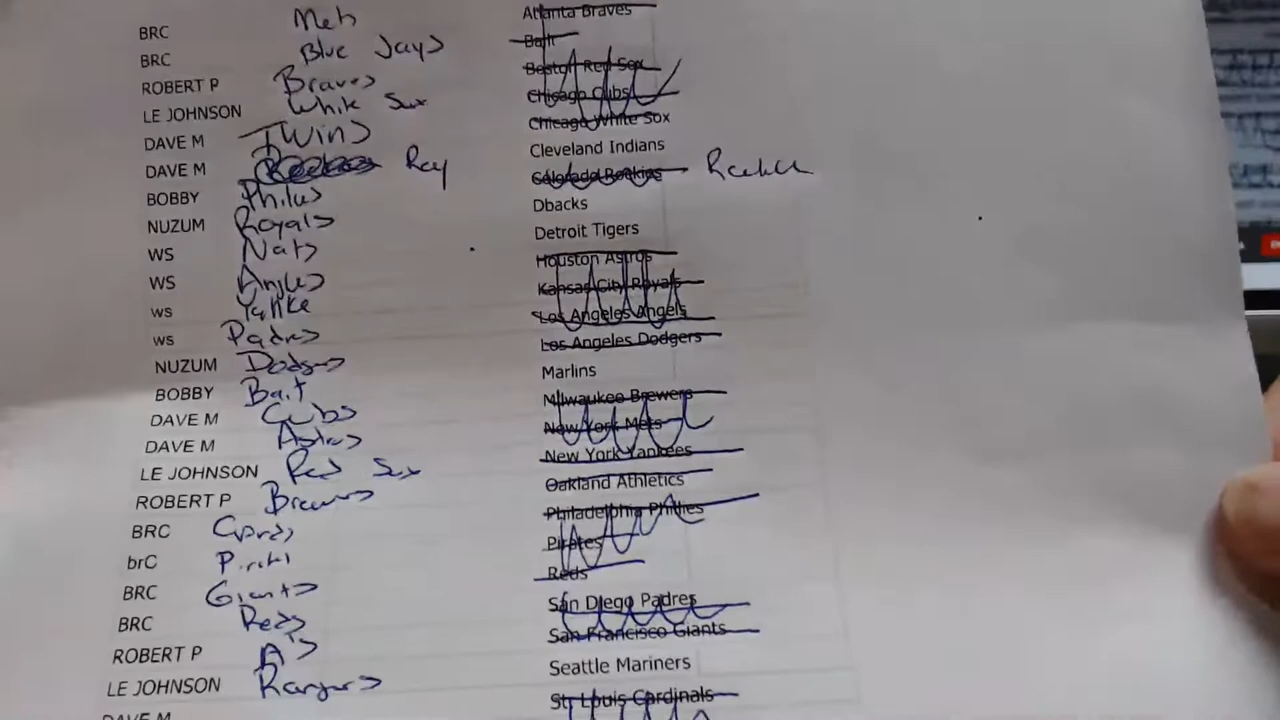 BRC Mets
BRC Blue Jays
ROBERT P Braves
LE JOHNSON White Sox
DAVE M Twins
DAVE M Ray
BOBBY Phillies
NUZUM Royals
WS Nats
WS Angles
ws Yanke
ws Padres
NUZUM Dodgers
BOBBY Balt
DAVE M Cubs
DAVE M Astros
LE JOHNSON Red Sox
ROBERT P Brewers
BRC Cards
brC Pirates
BRC Giants
BRC Reds
ROBERT P A's
LE JOHNSON Rangers
DAVE M
Atlanta Braves
Balt
Boston Red Sox
Chicago Cubs
Chicago White Sox
Cleveland Indians
Colorado Rockies
Dbacks
Detroit Tigers
Houston Astros
Kansas City Royals
Los Angeles Angels
Los Angeles Dodgers
Marlins
Milwaukee Brewers
New York Mets
New York Yankees
Oakland Athletics
Philadelphia Phillies
Pirates
Reds
San Diego Padres
San Francisco Giants
Seattle Mariners
St. Louis Cardinals